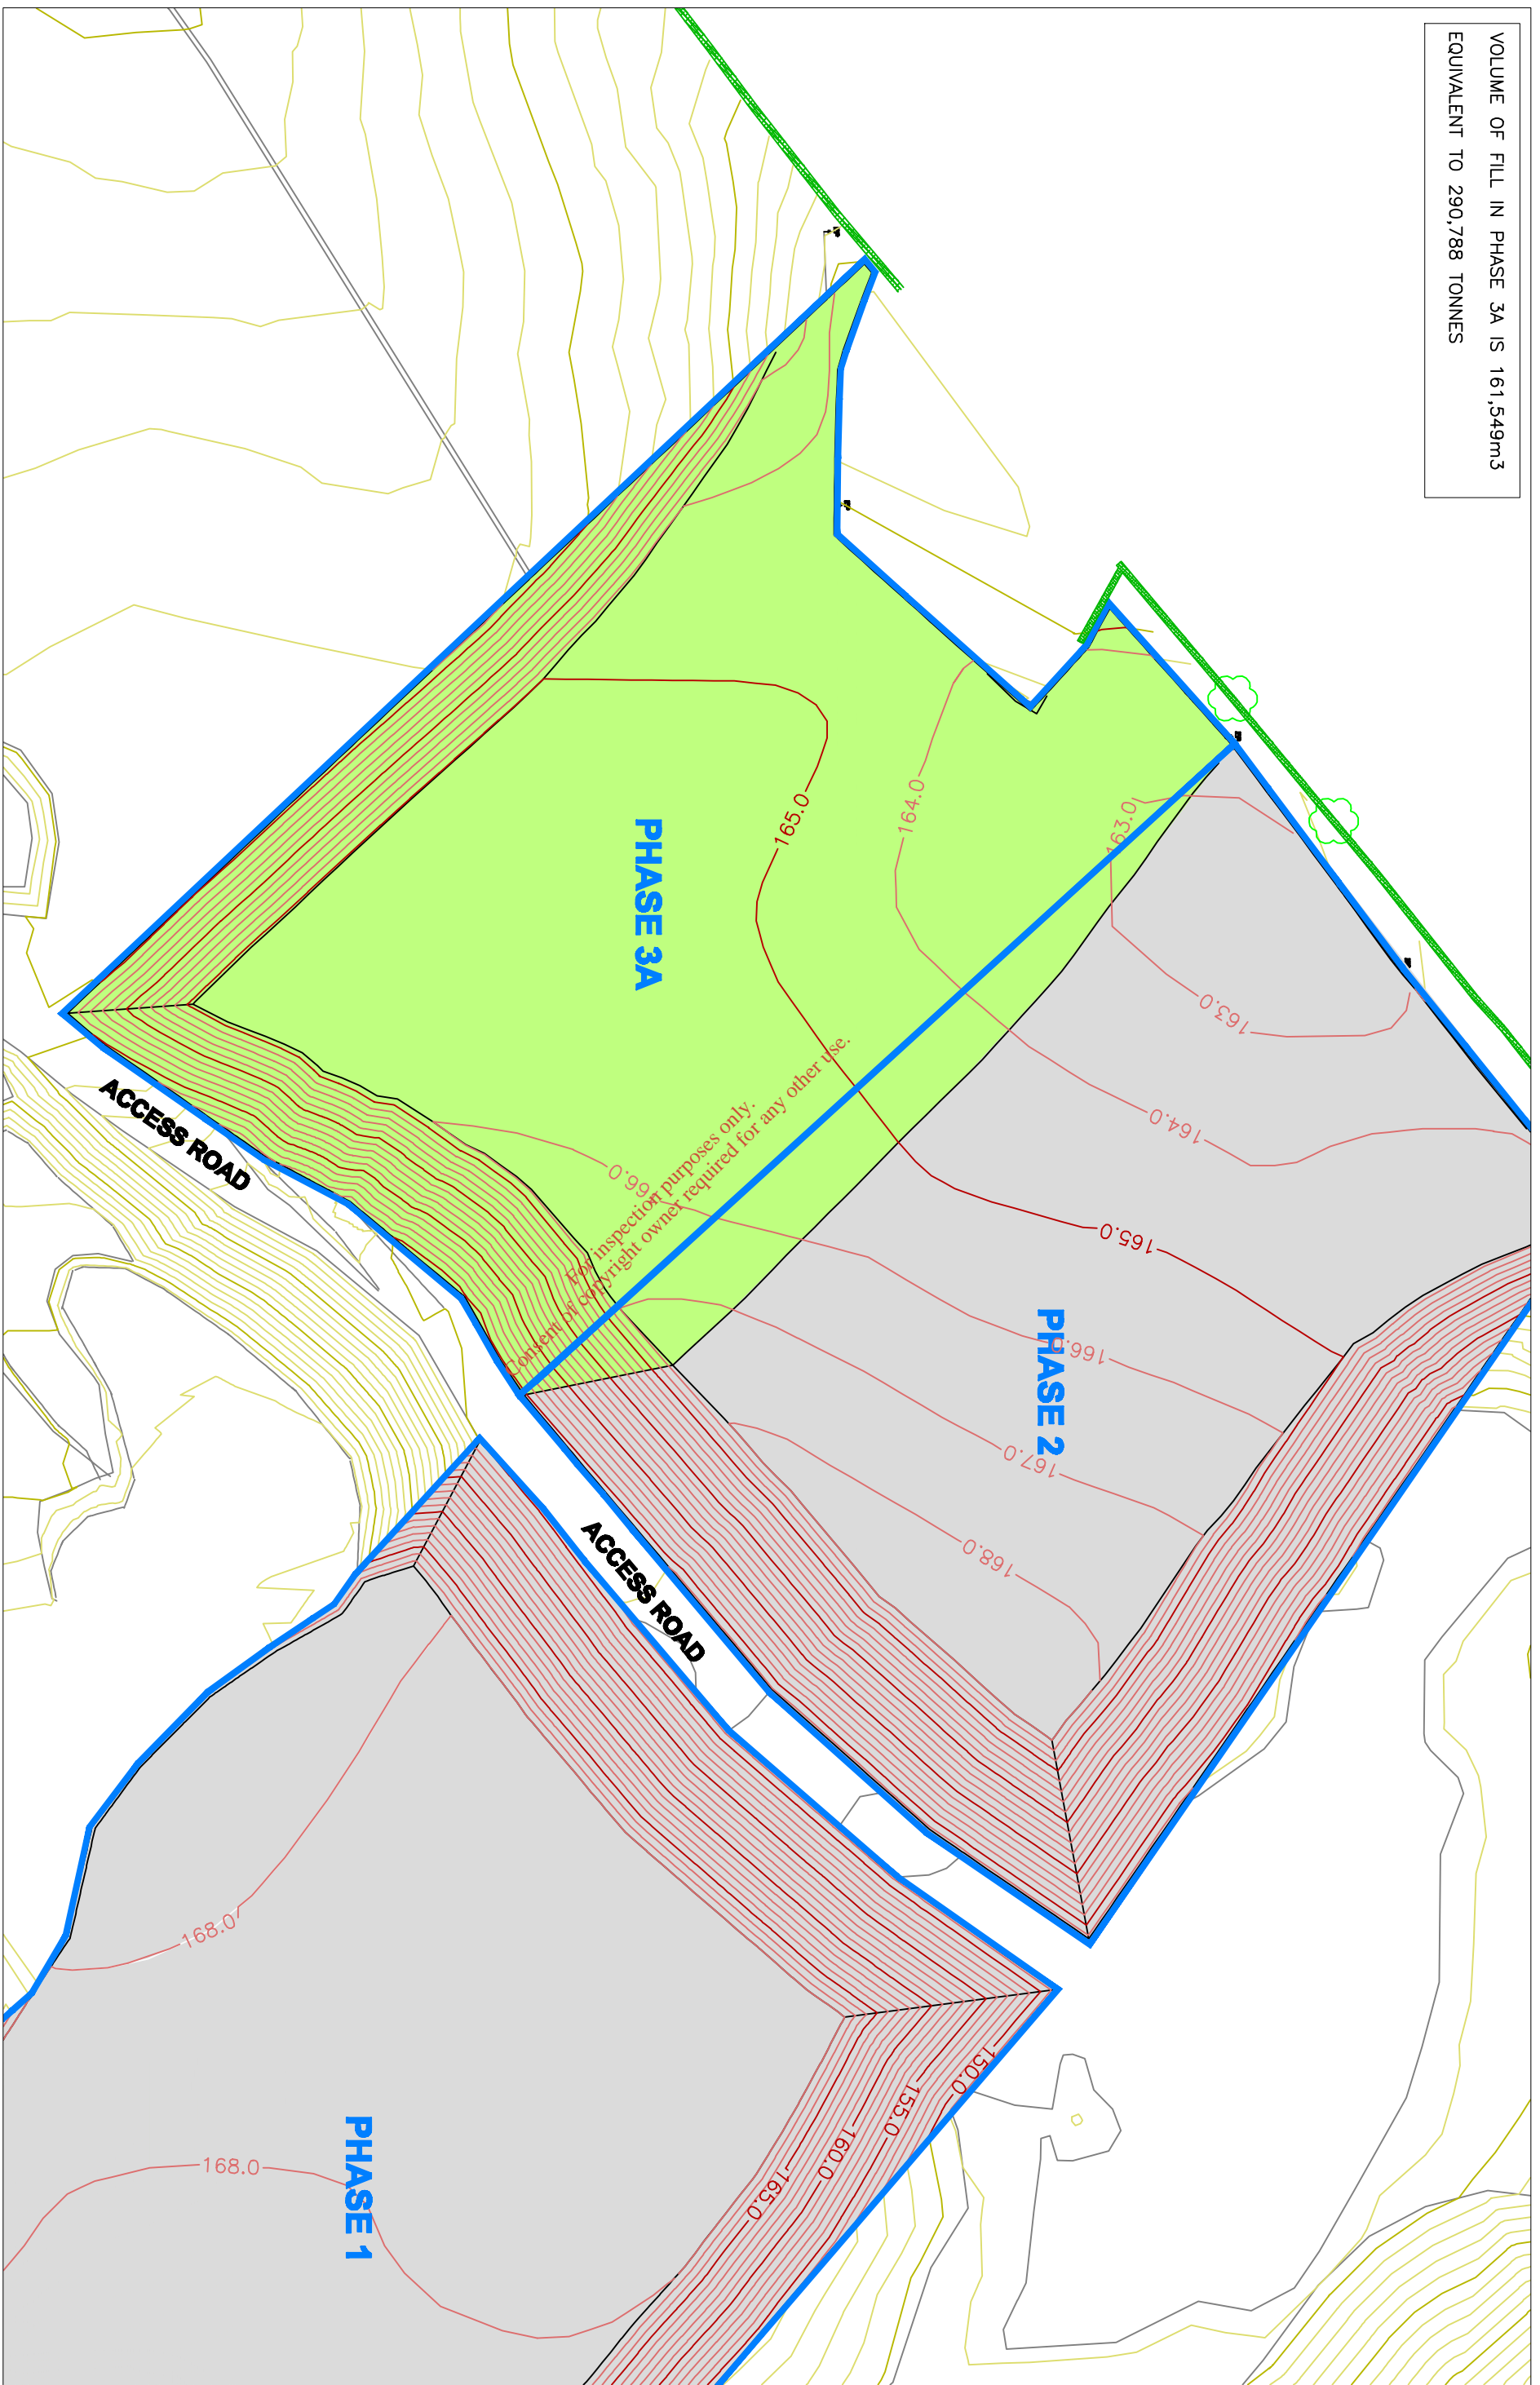 VOLUME OF FILL IN PHASE 3A IS 161,549m3
EQUIVALENT TO 290,788 TONNES
PHASE 3A
165.0
164.0
163.0
163.0
164.0
165.0
166.0
PHASE 2
166.0
167.0
168.0
For inspection purposes only.
Consent of copyright owner required for any other use.
ACCESS ROAD
ACCESS ROAD
168.0
168.0
PHASE 1
150.0
155.0
160.0
165.0